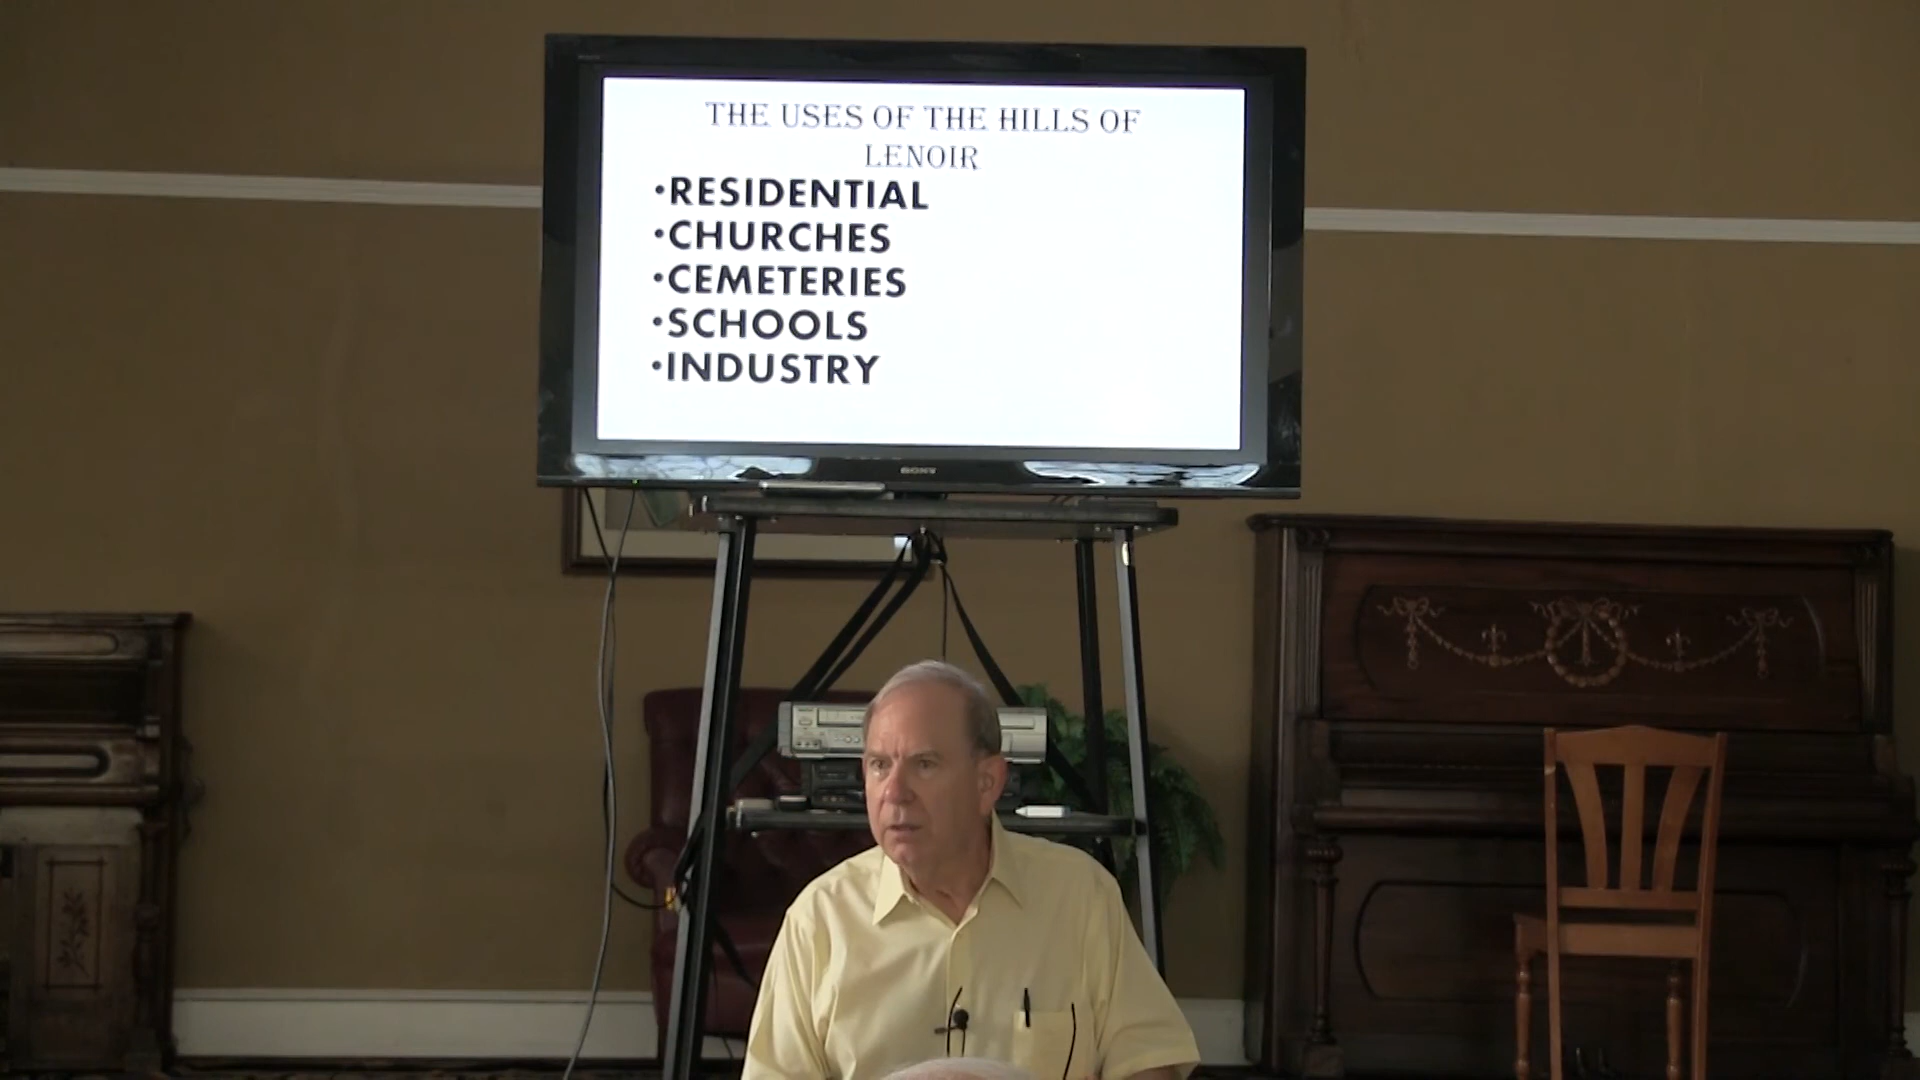 THE USES OF THE HILLS OF
LENOIR
•RESIDENTIAL
•CHURCHES
•CEMETERIES
•SCHOOLS
•INDUSTRY
SONY